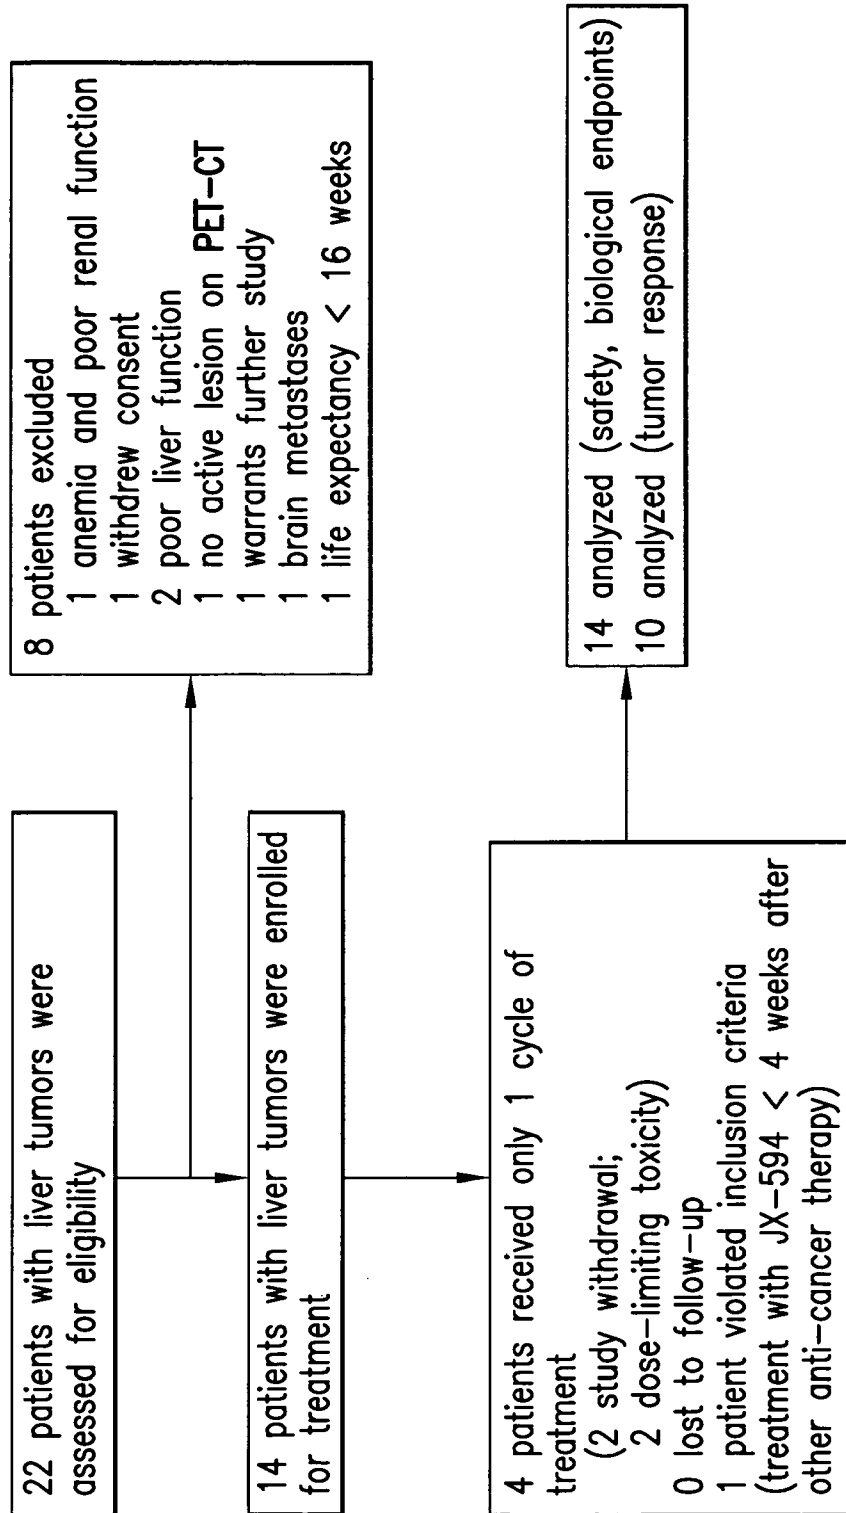 22 patients with liver tumors were
assessed for eligibility
8 patients excluded
1 anemia and poor renal function
1 withdrew consent
2 poor liver function
1 no active lesion on PET-CT
1 warrants further study
1 brain metastases
1 life expectancy < 16 weeks
14 patients with liver tumors were enrolled
for treatment
4 patients received only 1 cycle of
treatment
(2 study withdrawal;
2 dose-limiting toxicity)
0 lost to follow-up
1 patient violated inclusion criteria
(treatment with JX-594 < 4 weeks after
other anti-cancer therapy)
14 analyzed (safety, biological endpoints)
10 analyzed (tumor response)